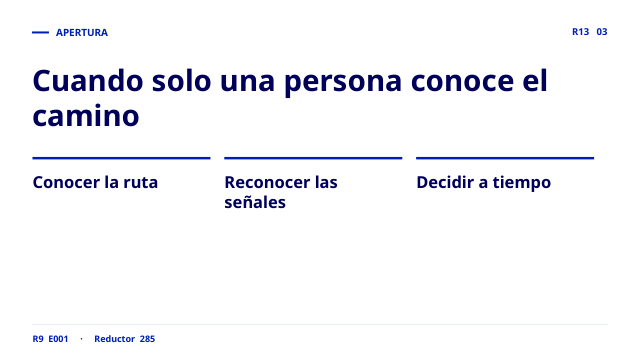 APERTURA
R13 03
Cuando solo una persona conoce el
camino
Conocer la ruta
Reconocer las
señales
Decidir a tiempo
R9 E001 · Reductor 285